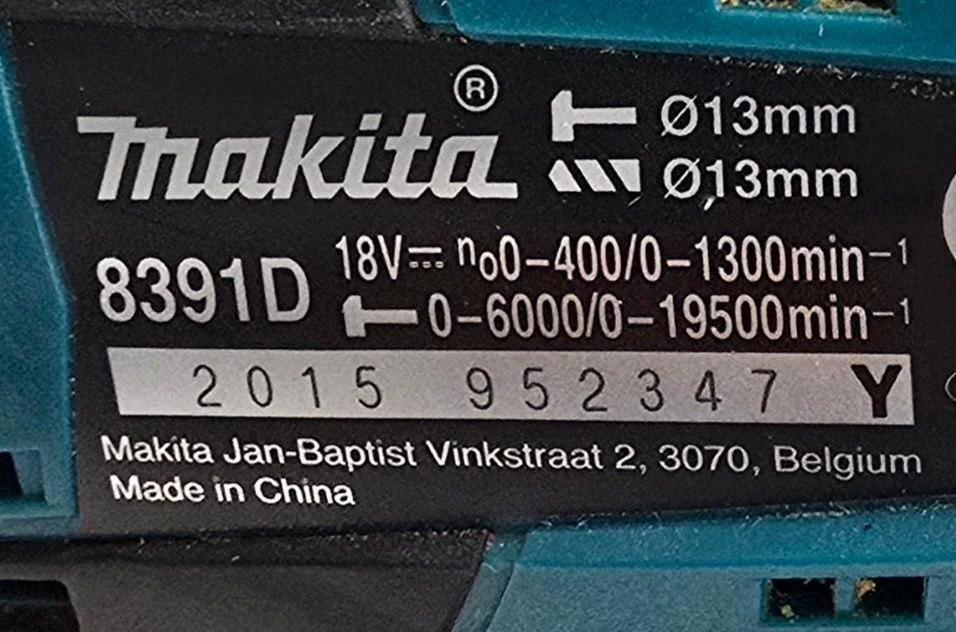 makita®
Ø13mm
Ø13mm
8391D
18V⎓ n₀0-400/0-1300min⁻¹
0-6000/0-19500min⁻¹
2015 952347 Y
Makita Jan-Baptist Vinkstraat 2, 3070, Belgium
Made in China